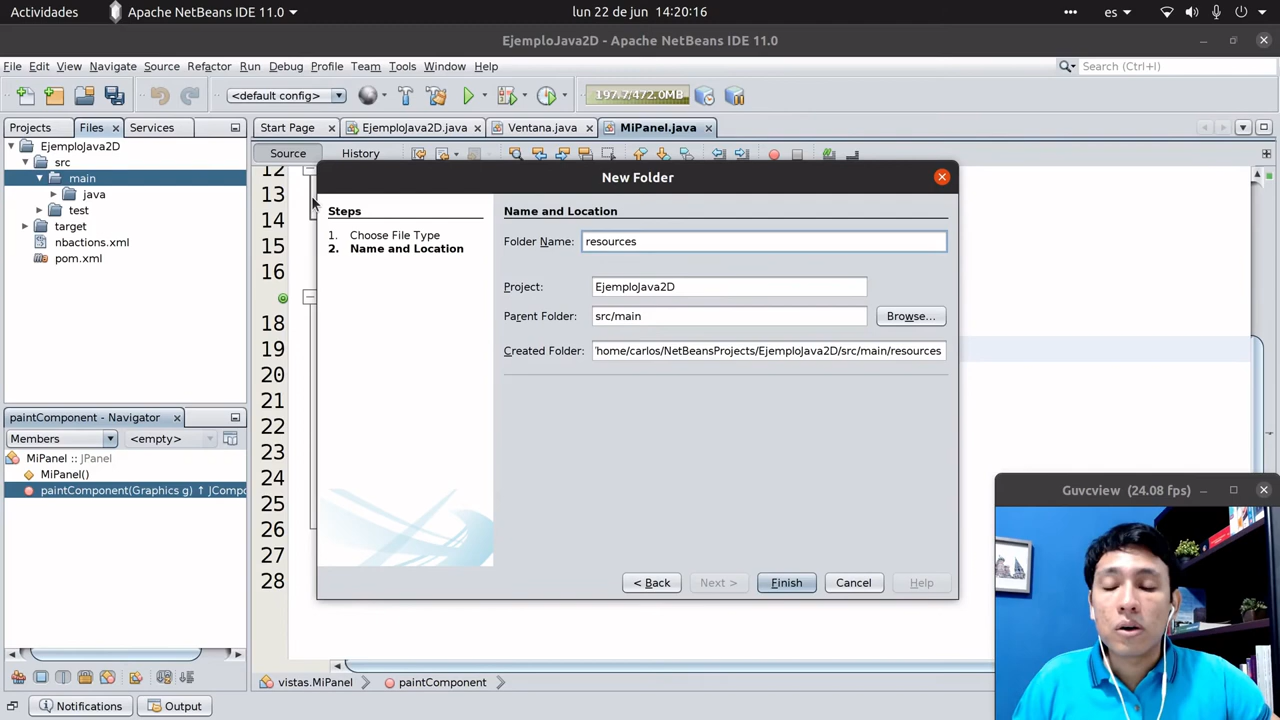 Actividades
Apache NetBeans IDE 11.0
lun 22 de jun 14:20:16
es
EjemploJava2D - Apache NetBeans IDE 11.0
File Edit View Navigate Source Refactor Run Debug Profile Team Tools Window Help
Search (Ctrl+I)
<default config>
197.7/472.0MB
Projects
Files
Services
Start Page
EjemploJava2D.java
Ventana.java
MiPanel.java
EjemploJava2D
src
main
java
test
target
nbactions.xml
pom.xml
Source
History
12
13
14
15
16
18
19
20
21
22
23
24
25
26
27
28
New Folder
Steps
1. Choose File Type
2. Name and Location
Name and Location
Folder Name: resources
Project: EjemploJava2D
Parent Folder: src/main
Browse...
Created Folder: home/carlos/NetBeansProjects/EjemploJava2D/src/main/resources
< Back
Next >
Finish
Cancel
Help
paintComponent - Navigator
Members
<empty>
MiPanel :: JPanel
MiPanel()
paintComponent(Graphics g) ↑ JCompo
vistas.MiPanel
paintComponent
Notifications
Output
Guvcview (24.08 fps)